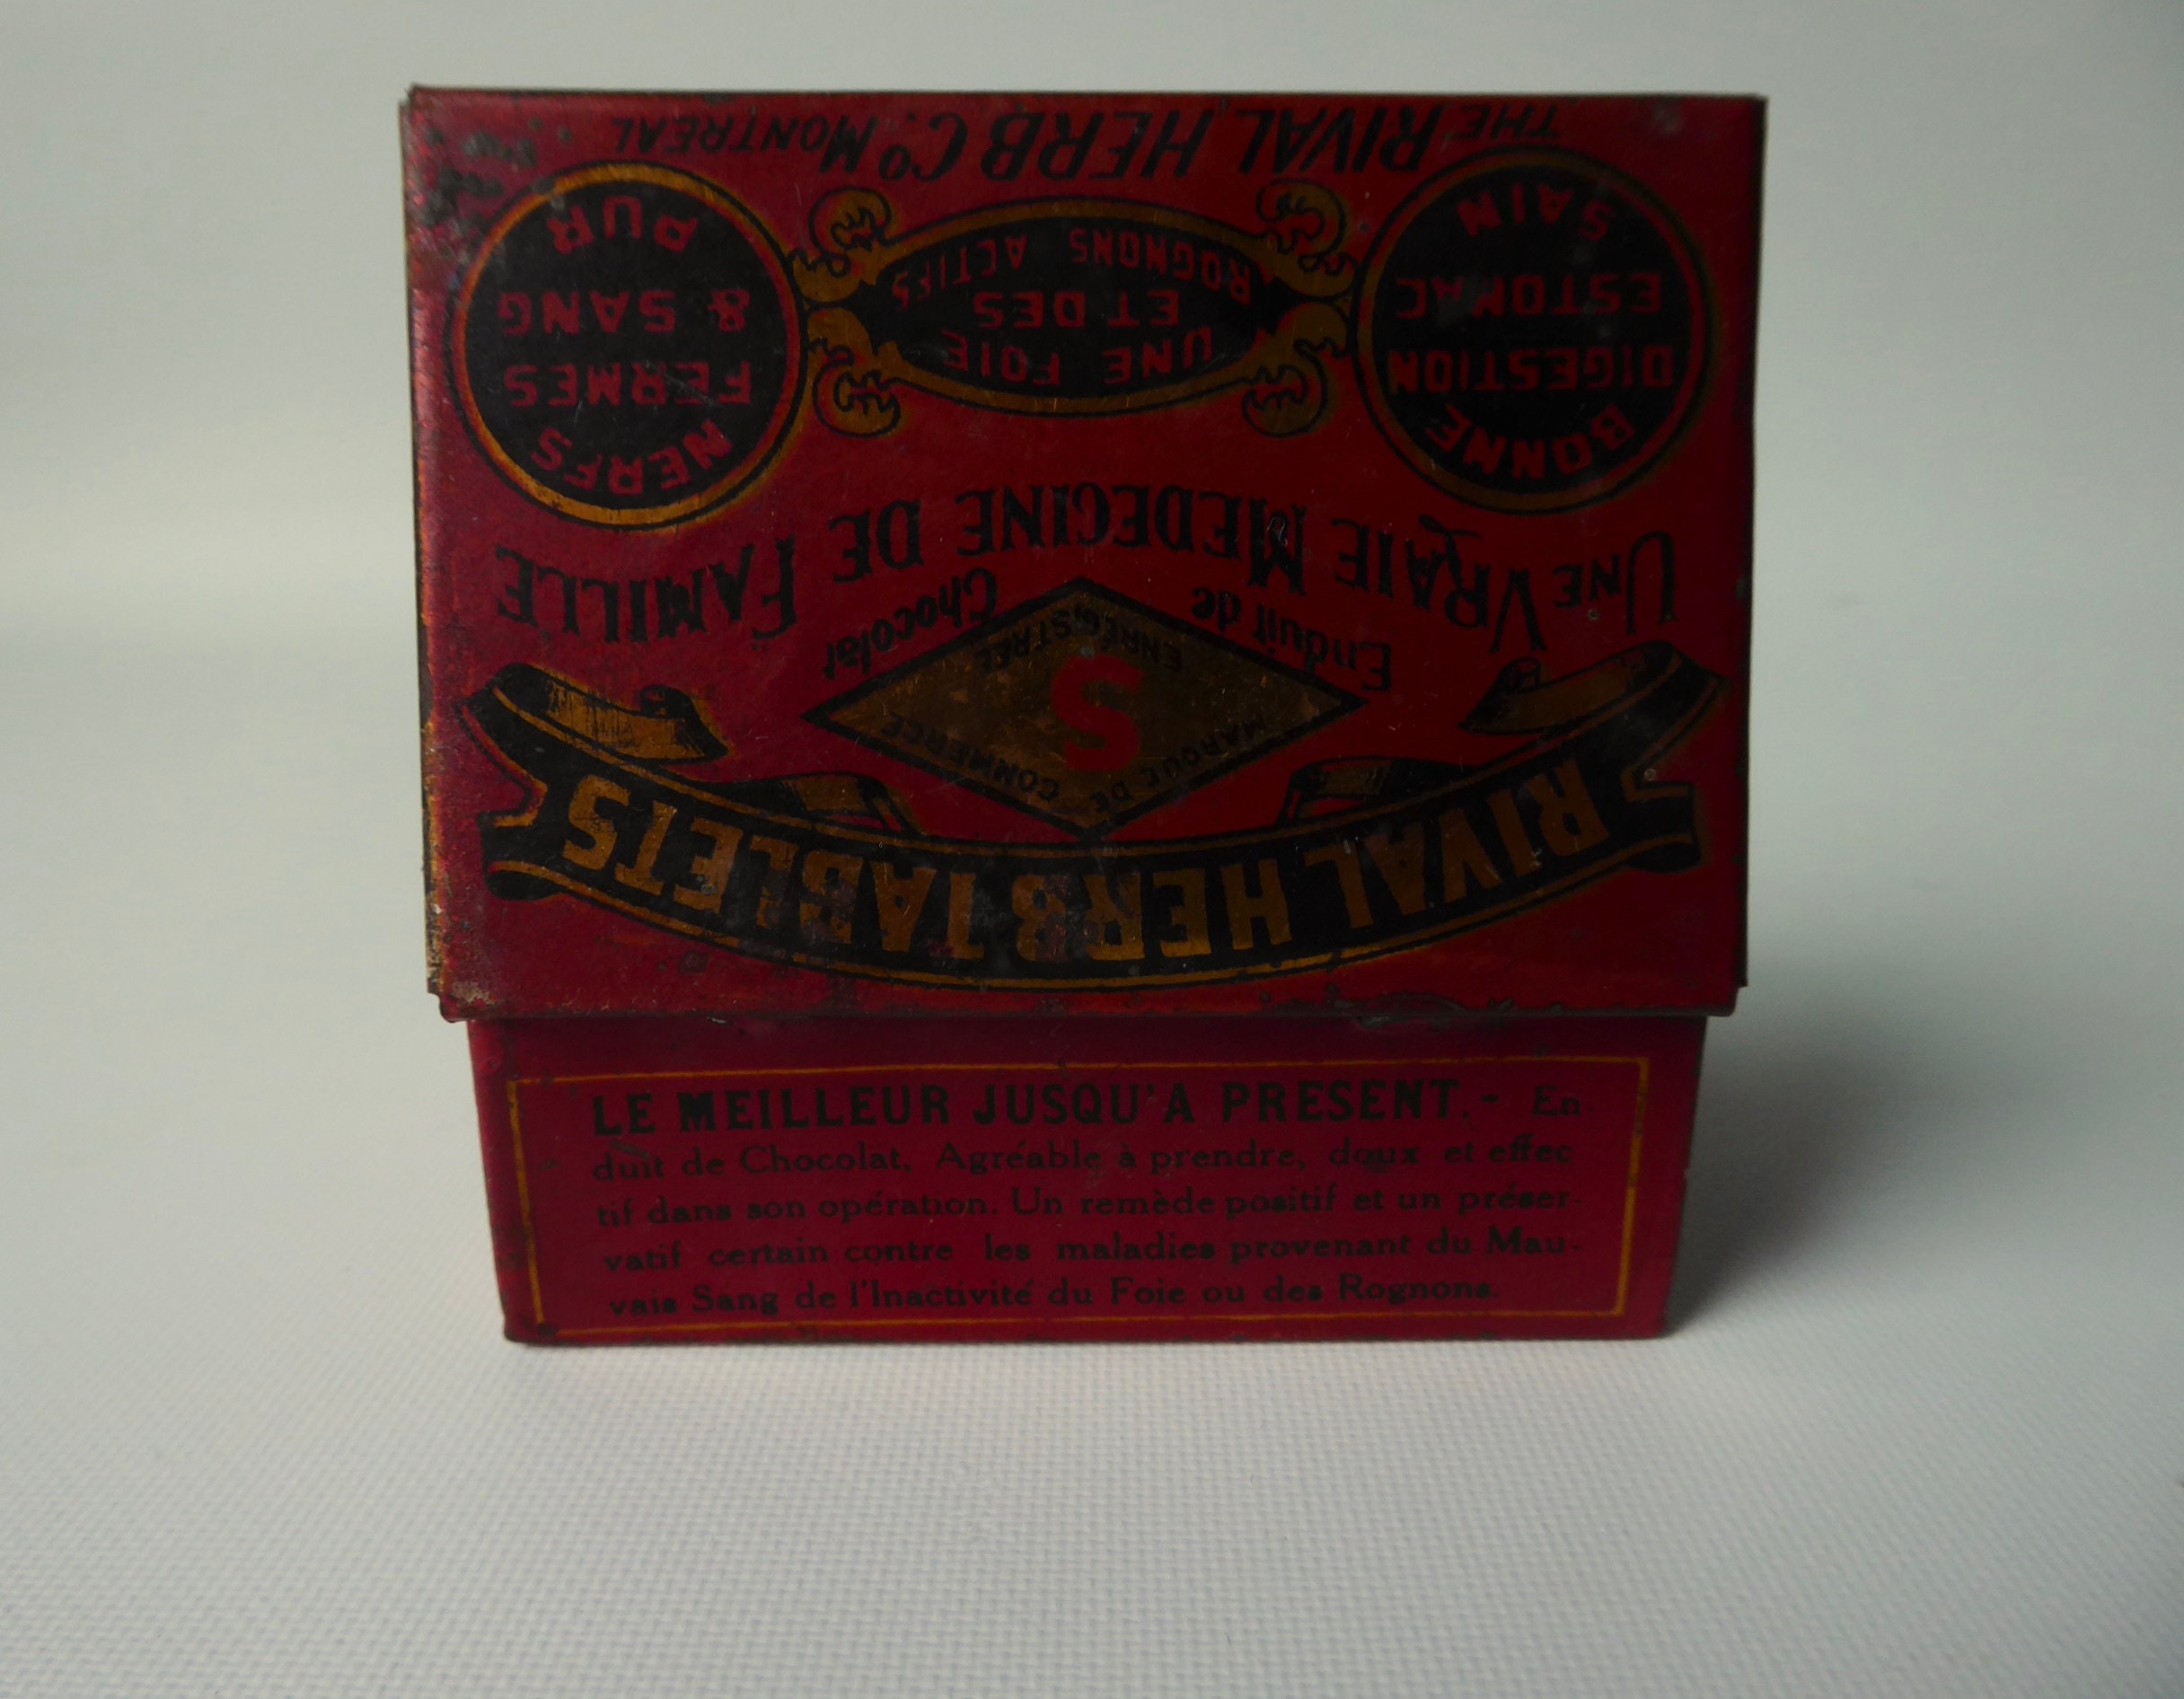 RIVAL HERB TABLETS
MARQUE DE COMMERCE
S
ENRÉGISTRÉE
Enduit de Chocolat
UNE VRAIE MEDECINE DE FAMILLE
BONNE
DIGESTION
ESTOMAC
SAIN
UNE FOIE
ET DES
ROGNONS ACTIFS
NERFS
FERMES
& SANG
PUR
THE RIVAL HERB Co. MONTREAL
LE MEILLEUR JUSQU'A PRESENT.- En-
duit de Chocolat, Agréable à prendre, doux et effec
tif dans son opération. Un remède positif et un préser-
vatif certain contre les maladies provenant du Mau-
vais Sang de l'Inactivité du Foie ou des Rognons.